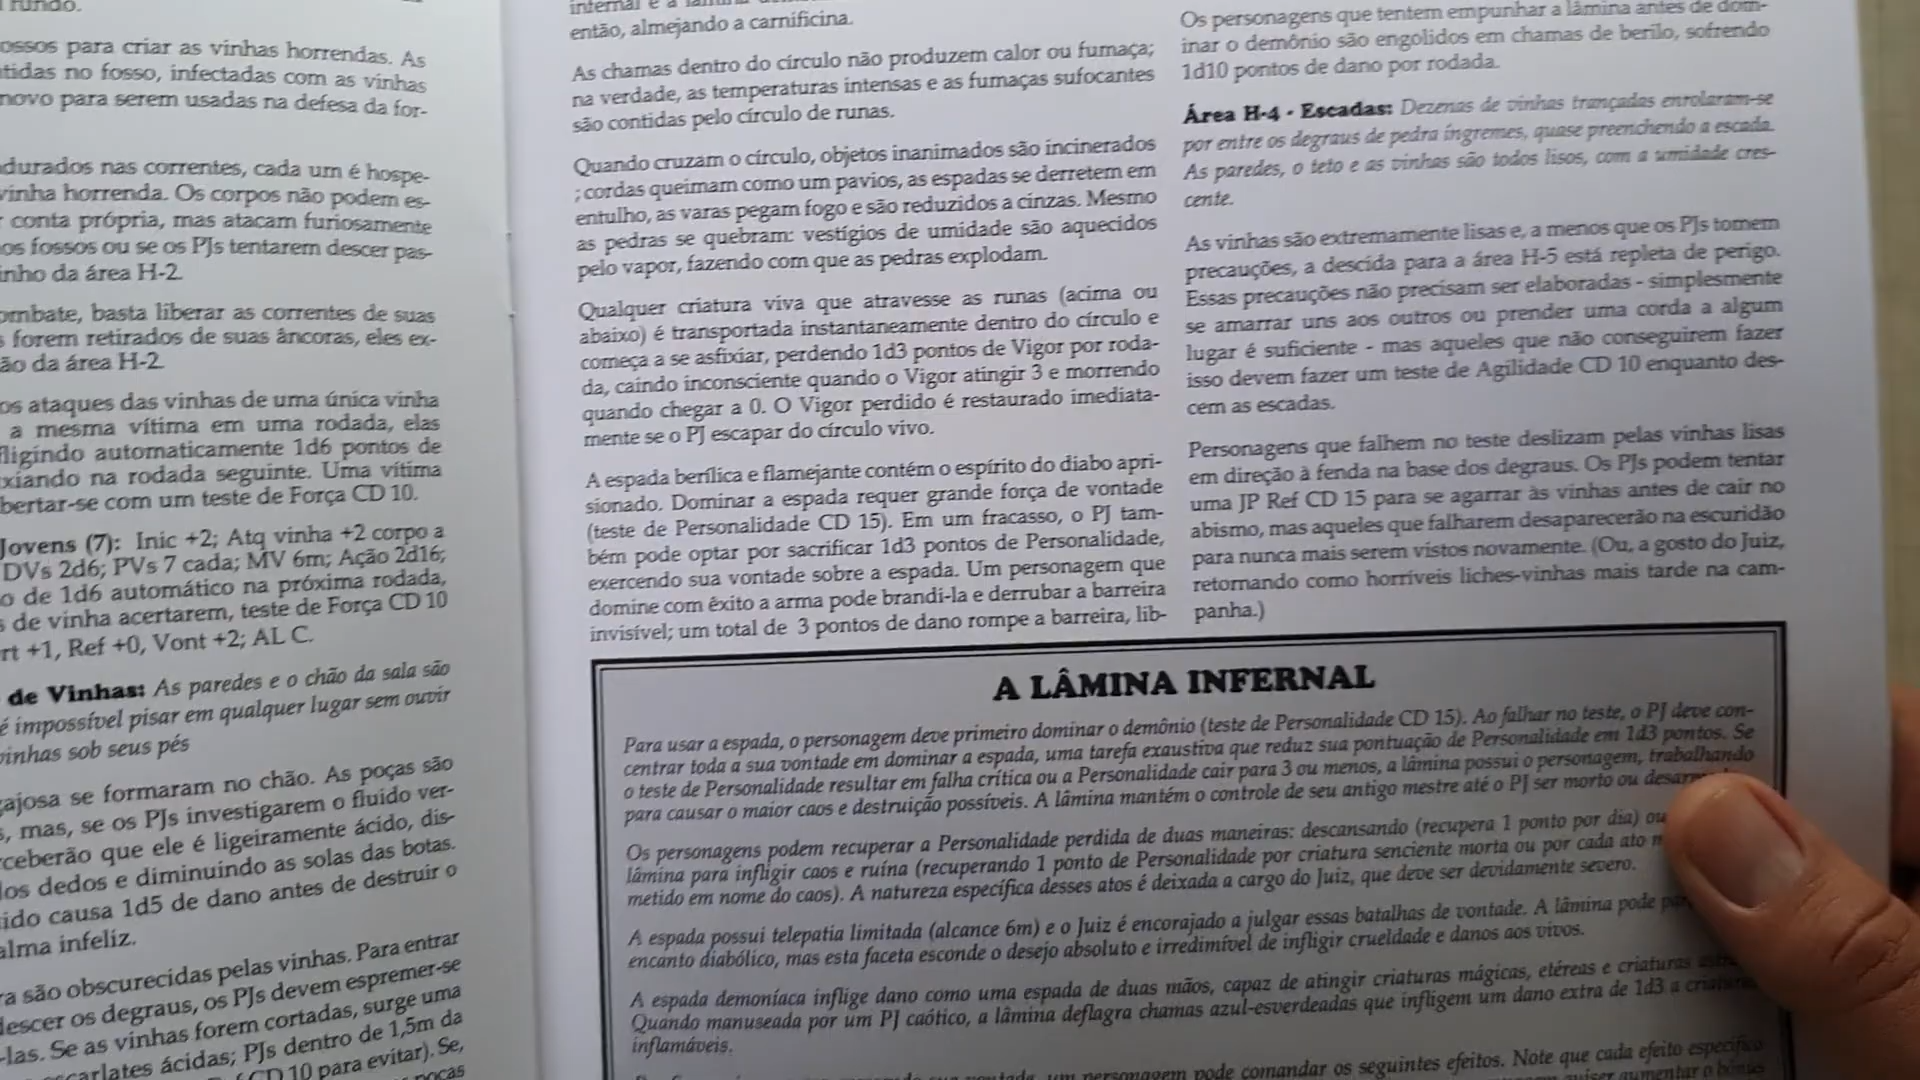 fundo.
ossos para criar as vinhas horrendas. As
tidas no fosso, infectadas com as vinhas
novo para serem usadas na defesa da for-
durados nas correntes, cada um é hospe-
vinha horrenda. Os corpos não podem es-
r conta própria, mas atacam furiosamente
os fossos ou se os PJs tentarem descer pas-
inho da área H-2.
ombate, basta liberar as correntes de suas
s forem retirados de suas âncoras, eles ex-
ão da área H-2.
os ataques das vinhas de uma única vinha
a mesma vítima em uma rodada, elas
fligindo automaticamente 1d6 pontos de
xiando na rodada seguinte. Uma vítima
bertar-se com um teste de Força CD 10.
Jovens (7): Inic +2; Atq vinha +2 corpo a
DVs 2d6; PVs 7 cada; MV 6m; Ação 2d16;
o de 1d6 automático na próxima rodada,
s de vinha acertarem, teste de Força CD 10
rt +1, Ref +0, Vont +2; AL C.
de Vinhas: As paredes e o chão da sala são
é impossível pisar em qualquer lugar sem ouvir
vinhas sob seus pés
gajosa se formaram no chão. As poças são
s, mas, se os PJs investigarem o fluido ver-
rceberão que ele é ligeiramente ácido, dis-
los dedos e diminuindo as solas das botas.
ido causa 1d5 de dano antes de destruir o
alma infeliz.
ra são obscurecidas pelas vinhas. Para entrar
descer os degraus, os PJs devem espremer-se
-las. Se as vinhas forem cortadas, surge uma
scarlates ácidas; PJs dentro de 1,5m da
CD 10 para evitar). Se,
poças
infernal e a lâmina
então, almejando a carnificina.
As chamas dentro do círculo não produzem calor ou fumaça;
na verdade, as temperaturas intensas e as fumaças sufocantes
são contidas pelo círculo de runas.
Quando cruzam o círculo, objetos inanimados são incinerados
; cordas queimam como um pavios, as espadas se derretem em
entulho, as varas pegam fogo e são reduzidos a cinzas. Mesmo
as pedras se quebram: vestígios de umidade são aquecidos
pelo vapor, fazendo com que as pedras explodam.
Qualquer criatura viva que atravesse as runas (acima ou
abaixo) é transportada instantaneamente dentro do círculo e
começa a se asfixiar, perdendo 1d3 pontos de Vigor por roda-
da, caindo inconsciente quando o Vigor atingir 3 e morrendo
quando chegar a 0. O Vigor perdido é restaurado imediata-
mente se o PJ escapar do círculo vivo.
A espada berílica e flamejante contém o espírito do diabo apri-
sionado. Dominar a espada requer grande força de vontade
(teste de Personalidade CD 15). Em um fracasso, o PJ tam-
bém pode optar por sacrificar 1d3 pontos de Personalidade,
exercendo sua vontade sobre a espada. Um personagem que
domine com êxito a arma pode brandi-la e derrubar a barreira
invisível; um total de 3 pontos de dano rompe a barreira, lib-
Os personagens que tentem empunhar a lâmina antes de dom-
inar o demônio são engolidos em chamas de berilo, sofrendo
1d10 pontos de dano por rodada.
Área H-4 - Escadas: Dezenas de vinhas trançadas enrolaram-se
por entre os degraus de pedra íngremes, quase preenchendo a escada.
As paredes, o teto e as vinhas são todos lisos, com a umidade cres-
cente.
As vinhas são extremamente lisas e, a menos que os PJs tomem
precauções, a descida para a área H-5 está repleta de perigo.
Essas precauções não precisam ser elaboradas - simplesmente
se amarrar uns aos outros ou prender uma corda a algum
lugar é suficiente - mas aqueles que não conseguirem fazer
isso devem fazer um teste de Agilidade CD 10 enquanto des-
cem as escadas.
Personagens que falhem no teste deslizam pelas vinhas lisas
em direção à fenda na base dos degraus. Os PJs podem tentar
uma JP Ref CD 15 para se agarrar às vinhas antes de cair no
abismo, mas aqueles que falharem desaparecerão na escuridão
para nunca mais serem vistos novamente. (Ou, a gosto do Juiz,
retornando como horríveis liches-vinhas mais tarde na cam-
panha.)
A LÂMINA INFERNAL
Para usar a espada, o personagem deve primeiro dominar o demônio (teste de Personalidade CD 15). Ao falhar no teste, o PJ deve con-
centrar toda a sua vontade em dominar a espada, uma tarefa exaustiva que reduz sua pontuação de Personalidade em 1d3 pontos. Se
o teste de Personalidade resultar em falha crítica ou a Personalidade cair para 3 ou menos, a lâmina possui o personagem, trabalhando
para causar o maior caos e destruição possíveis. A lâmina mantém o controle de seu antigo mestre até o PJ ser morto ou
Os personagens podem recuperar a Personalidade perdida de duas maneiras: descansando (recupera 1 ponto por dia) ou
lâmina para infligir caos e ruína (recuperando 1 ponto de Personalidade por criatura senciente morta ou por cada ato
metido em nome do caos). A natureza específica desses atos é deixada a cargo do Juiz, que deve ser devidamente severo.
A espada possui telepatia limitada (alcance 6m) e o Juiz é encorajado a julgar essas batalhas de vontade. A lâmina pode
encanto diabólico, mas esta faceta esconde o desejo absoluto e irredimível de infligir crueldade e danos aos vivos.
A espada demoníaca inflige dano como uma espada de duas mãos, capaz de atingir criaturas mágicas, etéreas e criaturas
Quando manuseada por um PJ caótico, a lâmina deflagra chamas azul-esverdeadas que infligem um dano extra de 1d3 a
inflamáveis.
vontade, um personagem pode comandar os seguintes efeitos. Note que cada efeito específico
aumentar o bônus